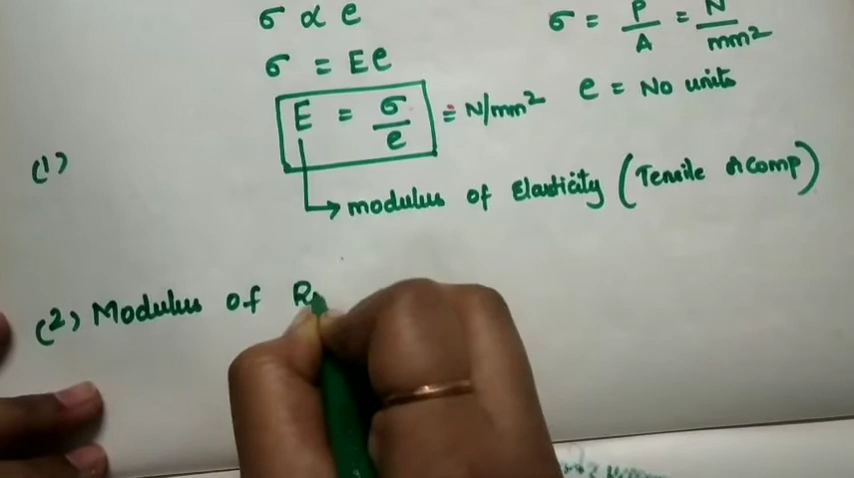 σ ∝ e
σ = P/A = N/mm²
σ = Ee
E = σ/e = N/mm²
e = No units
(1)
modulus of Elasticity (Tensile & Comp)
(2) Modulus of R